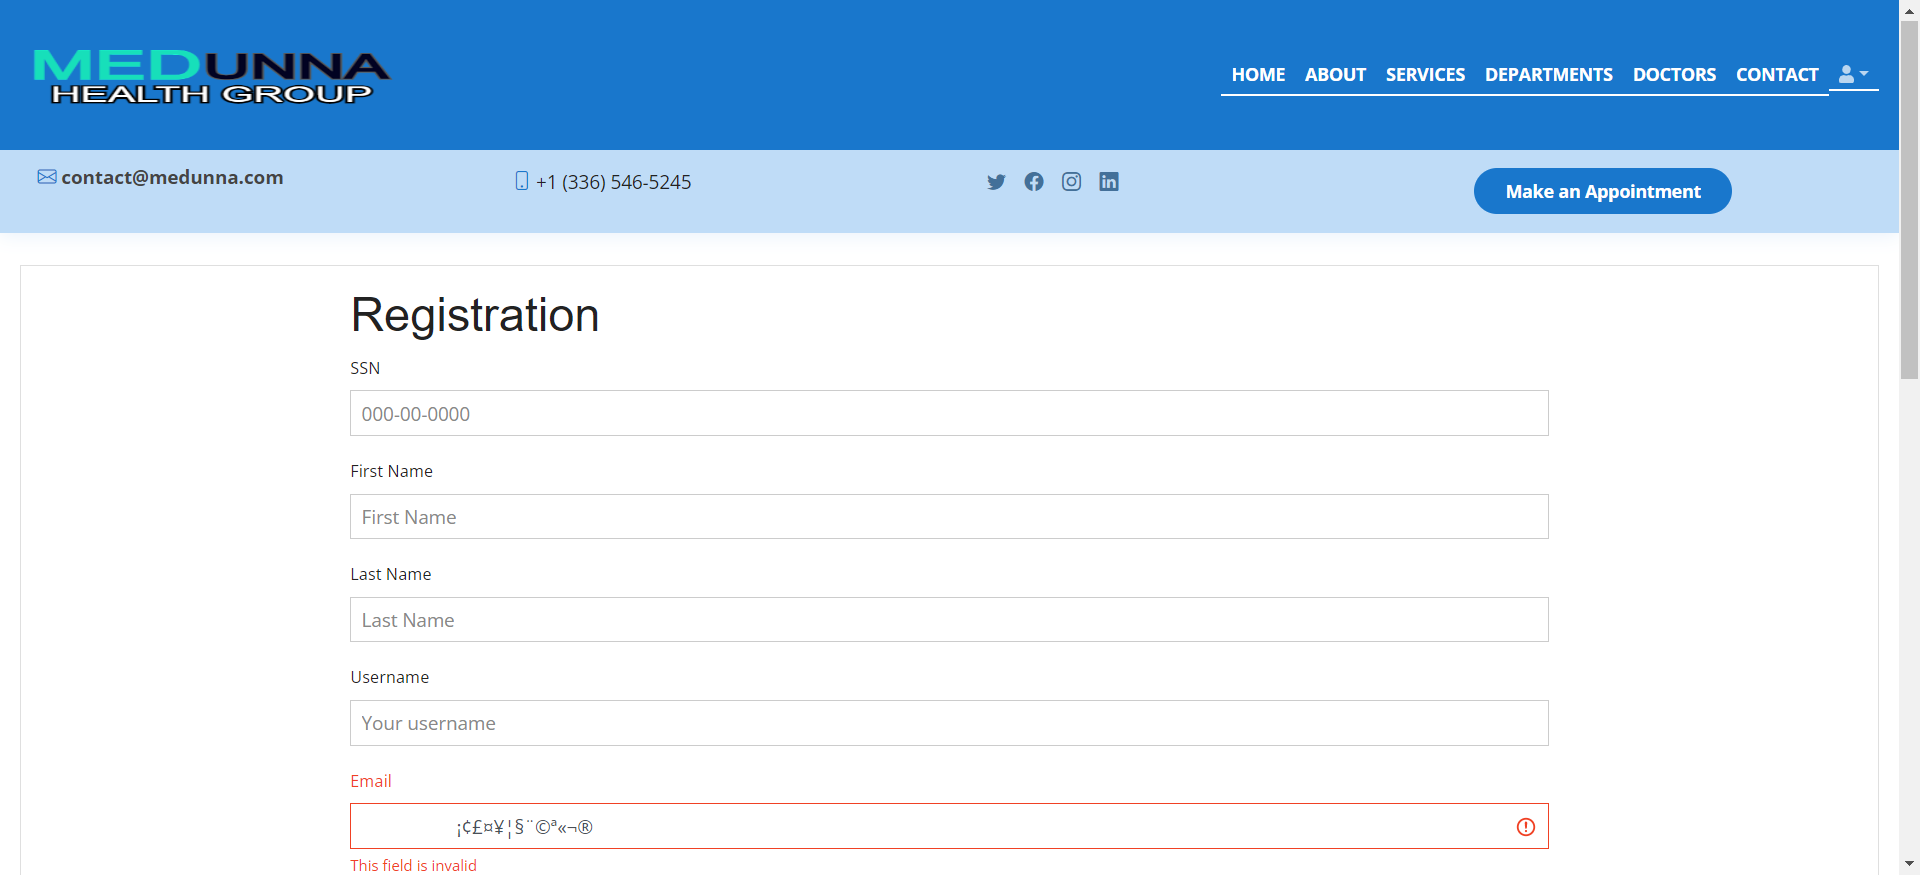 MEDUNNA
HEALTH GROUP
HOME ABOUT SERVICES DEPARTMENTS DOCTORS CONTACT
contact@medunna.com
+1 (336) 546-5245
Make an Appointment
Registration
SSN
000-00-0000
First Name
First Name
Last Name
Last Name
Username
Your username
Email
¡¢£¤¥¦§¨©ª«¬®
This field is invalid